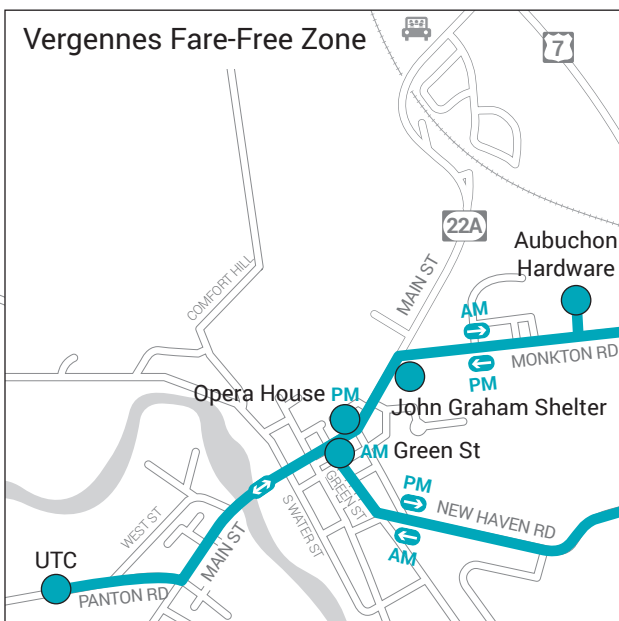 Vergennes Fare-Free Zone
7
22A
Aubuchon
Hardware
COMFORT HILL
MAIN ST
AM
MONKTON RD
PM
Opera House PM
John Graham Shelter
AM Green St
GREEN ST
PM
NEW HAVEN RD
S WATER ST
AM
WEST ST
MAIN ST
UTC
PANTON RD